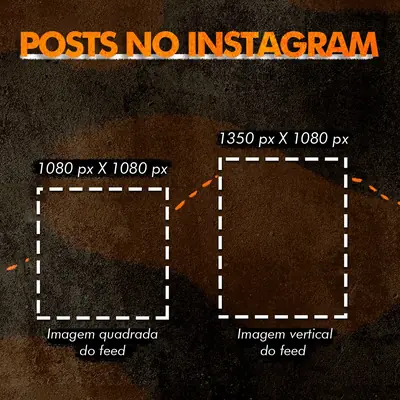 POSTS NO INSTAGRAM
1080 px X 1080 px
Imagem quadrada
do feed
1350 px X 1080 px
Imagem vertical
do feed